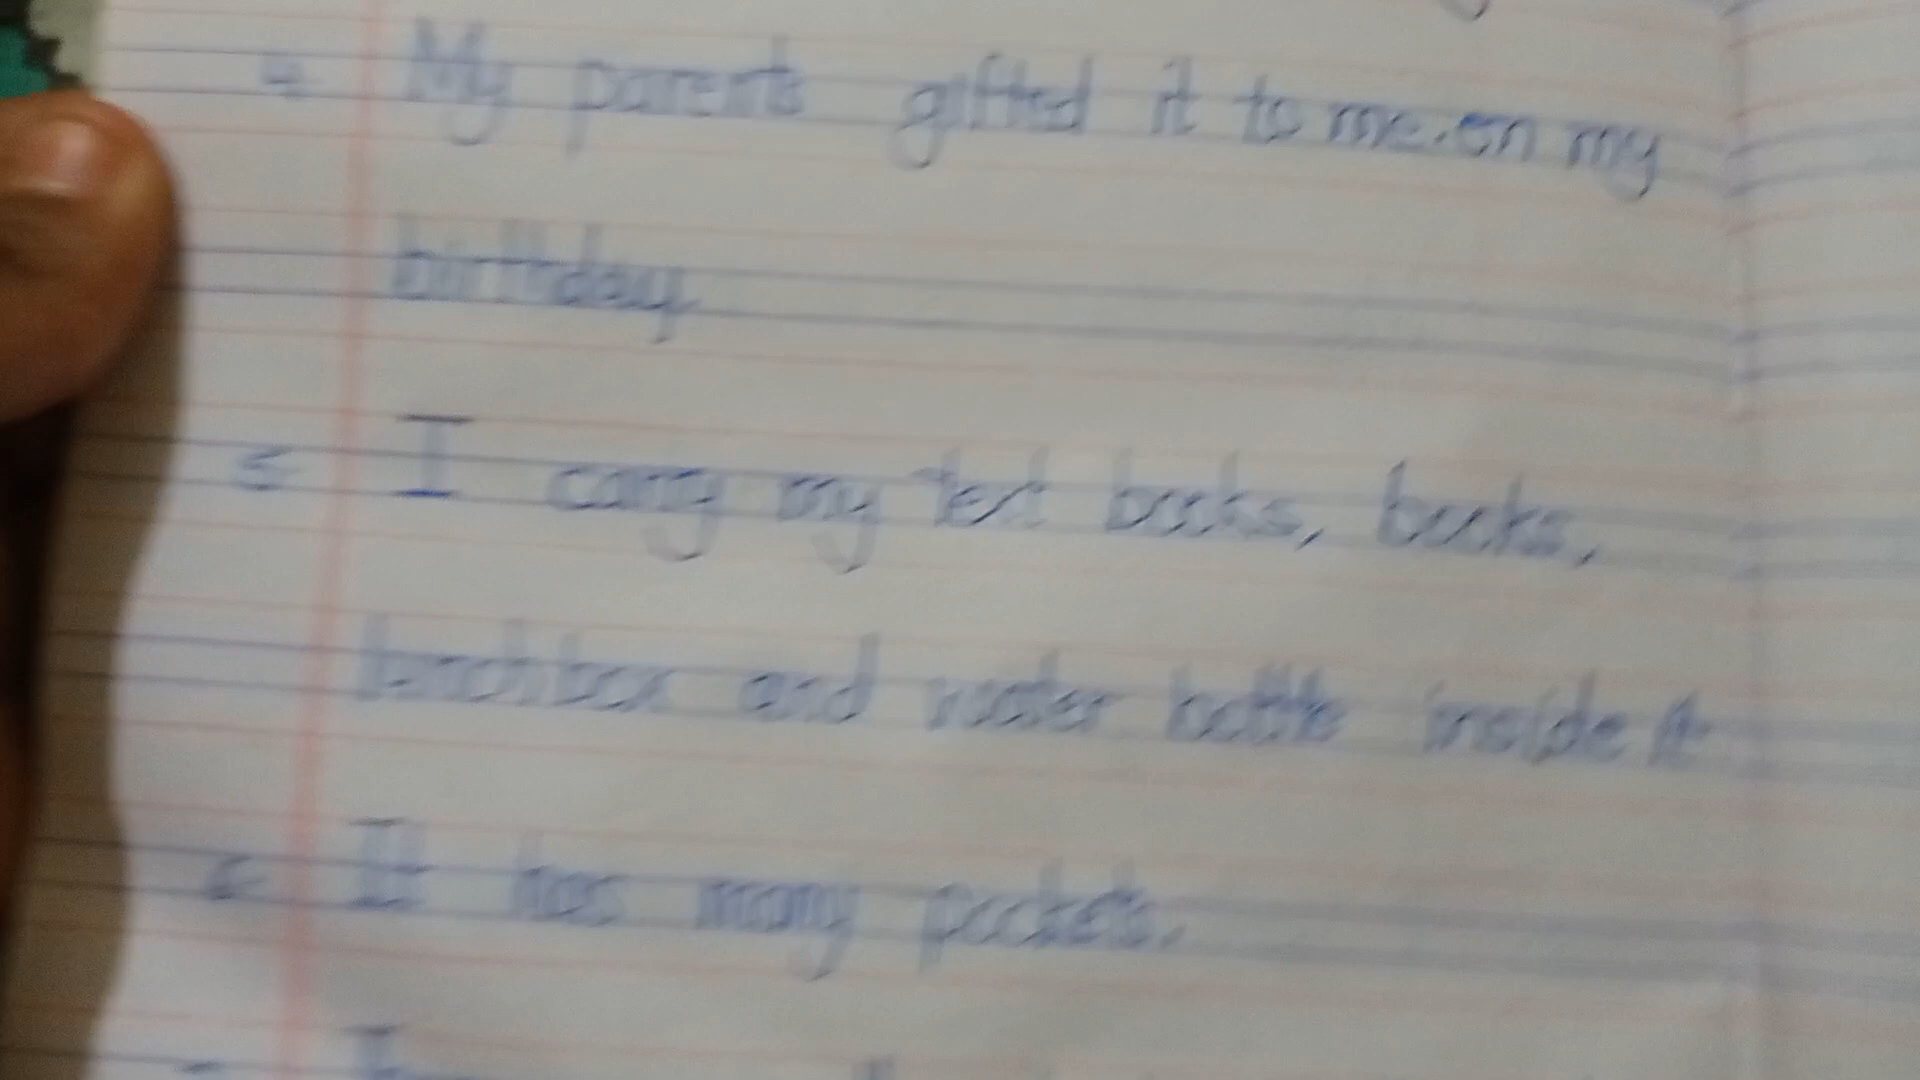 4. My parents gifted it to me.on my
birthday
5 I carry my text books, books,
lunch box and water bottle inside it
6 It has many pockets.
I